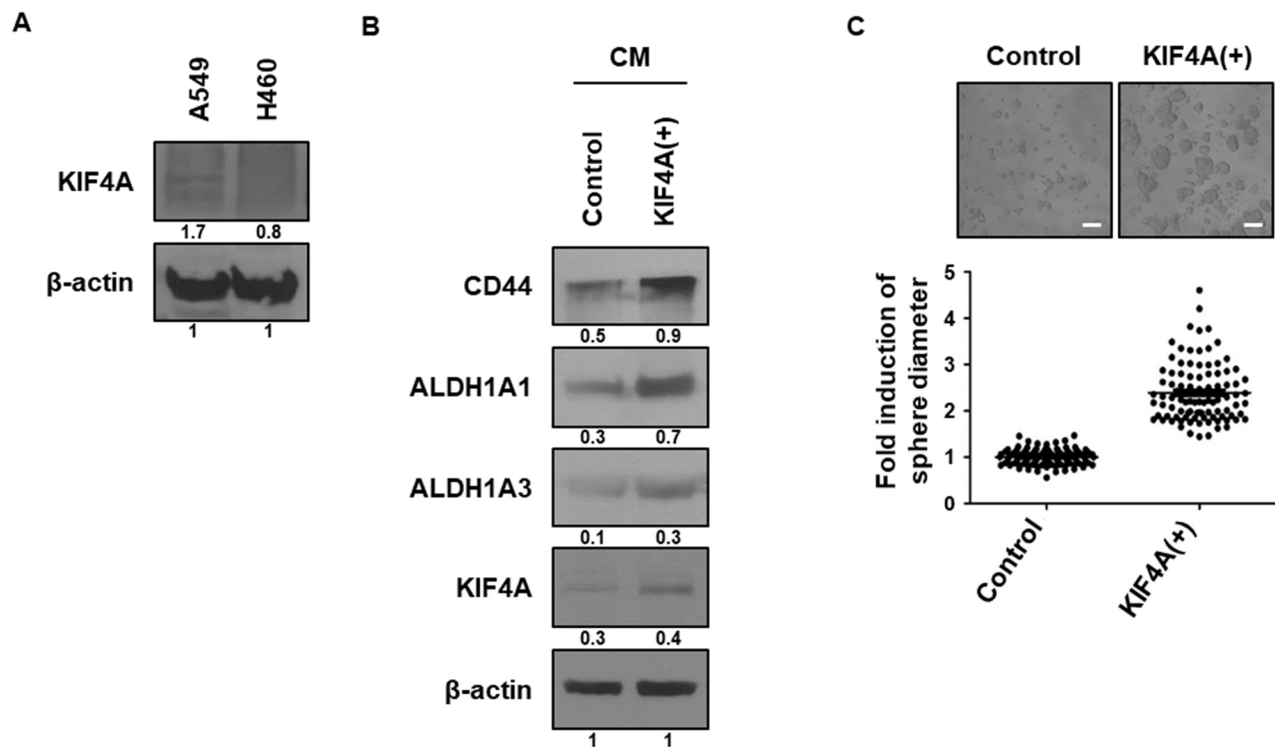 A
A549
H460
KIF4A
1.7 0.8
β-actin
1 1
B
CM
Control
KIF4A(+)
CD44
0.5 0.9
ALDH1A1
0.3 0.7
ALDH1A3
0.1 0.3
KIF4A
0.3 0.4
β-actin
1 1
C
Control KIF4A(+)
Fold induction of
sphere diameter
5
4
3
2
1
0
Control
KIF4A(+)